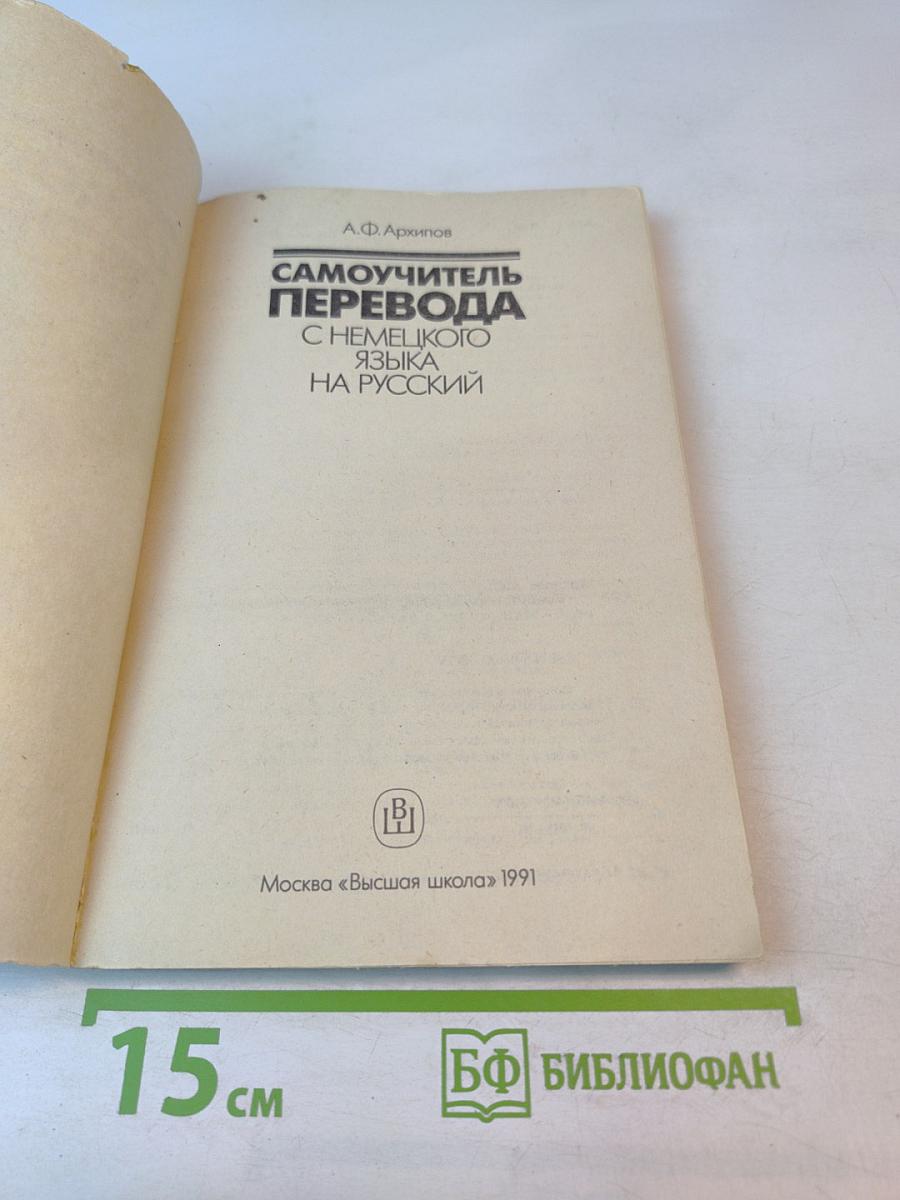 А.Ф. Архипов
САМОУЧИТЕЛЬ
ПЕРЕВОДА
С НЕМЕЦКОГО
ЯЗЫКА
НА РУССКИЙ
ВШ
Москва «Высшая школа» 1991
15 см
БФ БИБЛИОФАН